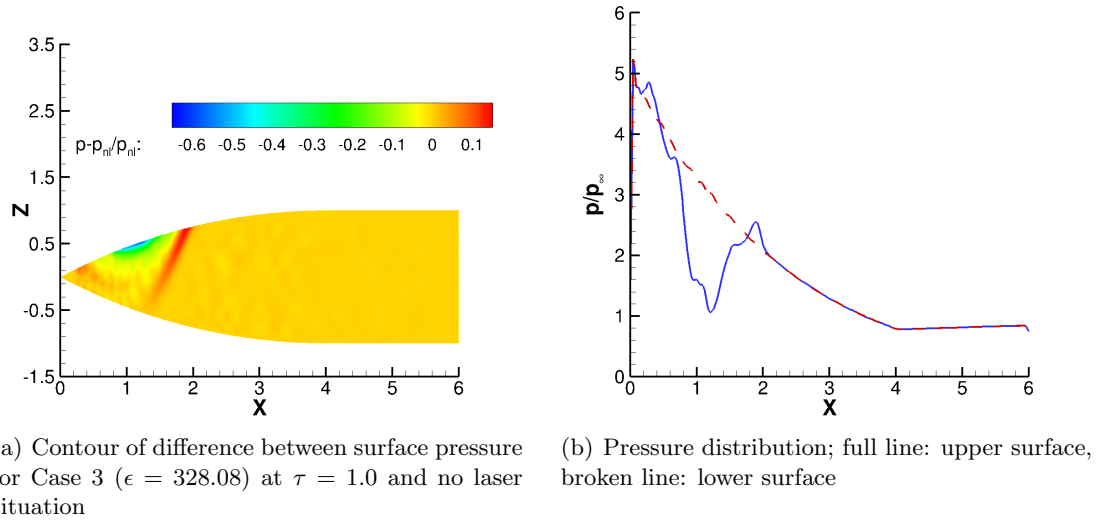 3.5
2.5
p-pnl/pnl:
-0.6 -0.5 -0.4 -0.3 -0.2 -0.1 0 0.1
1.5
Z
0.5
-0.5
-1.5
0 1 2 3 4 5 6
X
6
5
4
p/p∞
3
2
1
0
0 1 2 3 4 5 6
X
a) Contour of difference between surface pressure
or Case 3 (ϵ = 328.08) at τ = 1.0 and no laser
ituation
(b) Pressure distribution; full line: upper surface,
broken line: lower surface